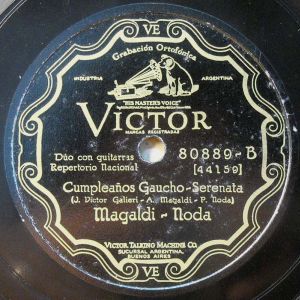 VE
Grabación Ortofónica
INDUSTRIA
ARGENTINA
"HIS MASTER'S VOICE"
VICTOR
MARCAS REGISTRADAS
Dúo con guitarras
Repertorio Nacional
80889-B
[44159]
Cumpleaños Gaucho-Serenata
(J. Víctor Galieri - A. Magaldi - P. Noda)
Magaldi - Noda
VICTOR TALKING MACHINE CO.
SUCURSAL ARGENTINA,
BUENOS AIRES
VE